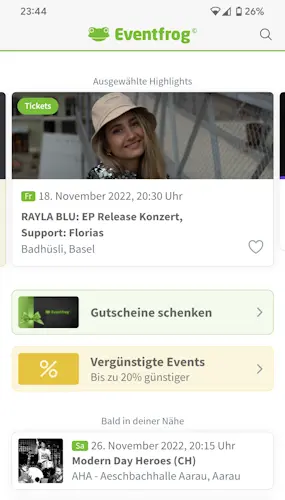 23:44
26%
Eventfrog©
Ausgewählte Highlights
Tickets
Fr 18. November 2022, 20:30 Uhr
RAYLA BLU: EP Release Konzert,
Support: Florias
Badhüsli, Basel
eventfrog
Gutscheine schenken
%
Vergünstigte Events
Bis zu 20% günstiger
Bald in deiner Nähe
Sa 26. November 2022, 20:15 Uhr
Modern Day Heroes (CH)
AHA - Aeschbachhalle Aarau, Aarau